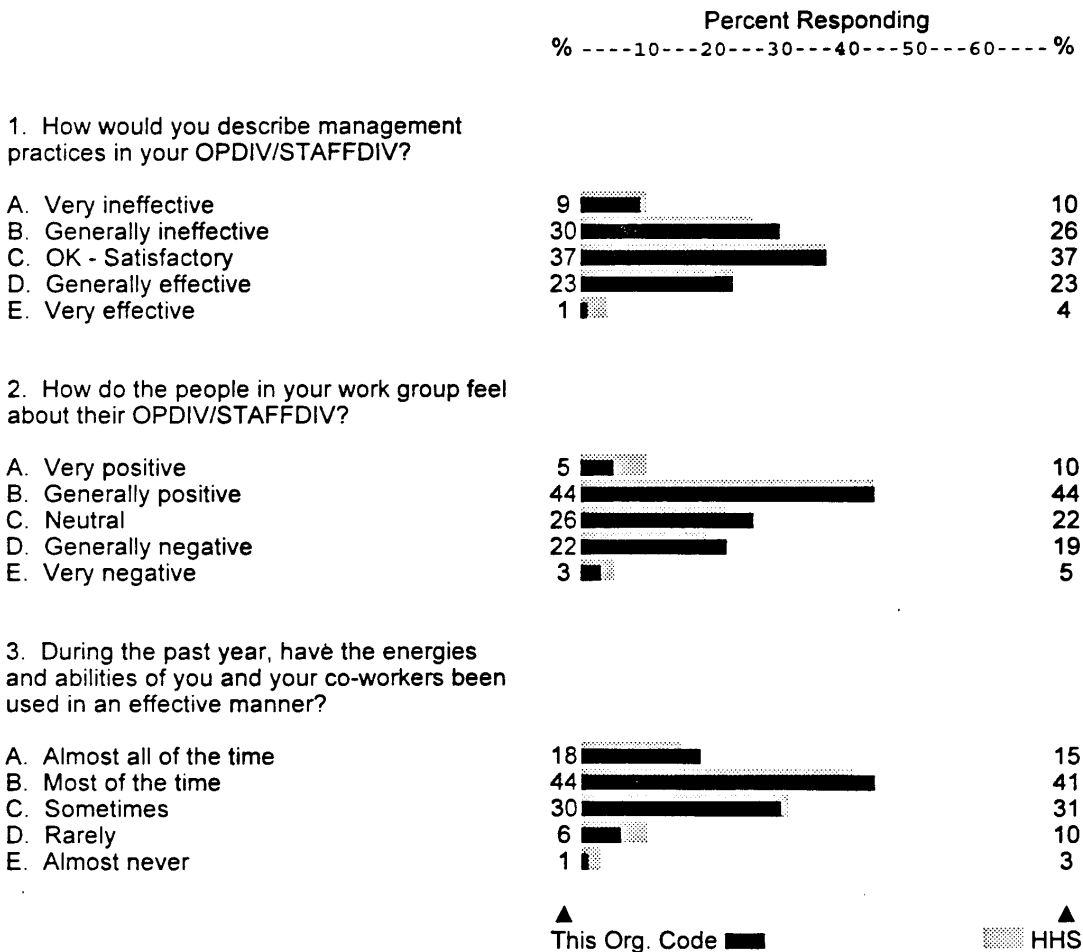 Percent Responding
% ----10---20---30---40---50---60---- %
1. How would you describe management
practices in your OPDIV/STAFFDIV?
A. Very ineffective 9 10
B. Generally ineffective 30 26
C. OK - Satisfactory 37 37
D. Generally effective 23 23
E. Very effective 1 4
2. How do the people in your work group feel
about their OPDIV/STAFFDIV?
A. Very positive 5 10
B. Generally positive 44 44
C. Neutral 26 22
D. Generally negative 22 19
E. Very negative 3 5
3. During the past year, have the energies
and abilities of you and your co-workers been
used in an effective manner?
A. Almost all of the time 18 15
B. Most of the time 44 41
C. Sometimes 30 31
D. Rarely 6 10
E. Almost never 1 3
This Org. Code HHS